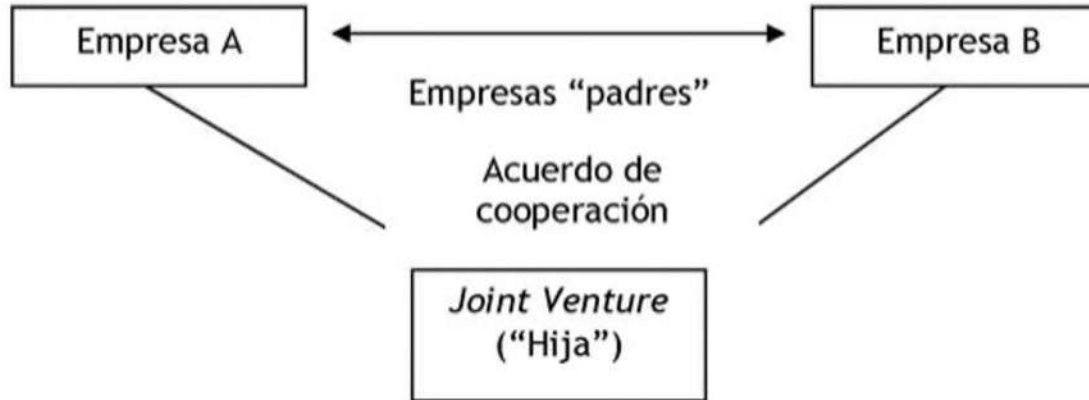 Empresa A
Empresa B
Empresas “padres”
Acuerdo de
cooperación
Joint Venture
(“Hija”)